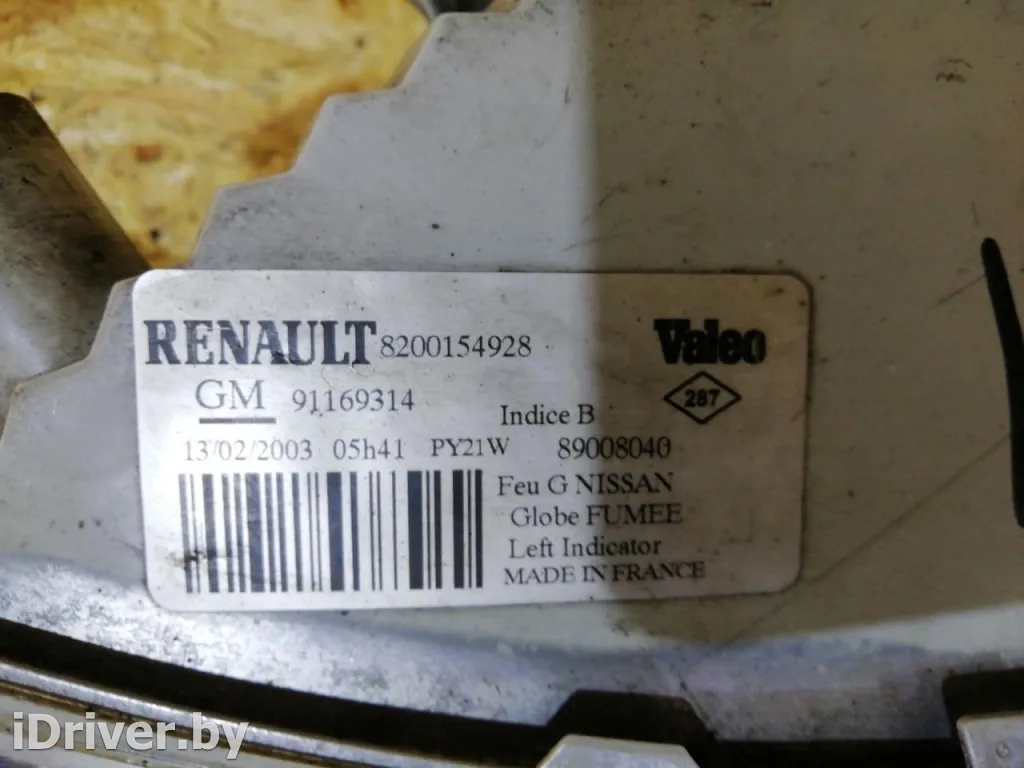 RENAULT 8200154928 Valeo
GM 91169314 Indice B 287
13/02/2003 05h41 PY21W 89008040
Feu G NISSAN
Globe FUMEE
Left Indicator
MADE IN FRANCE
iDriver.by